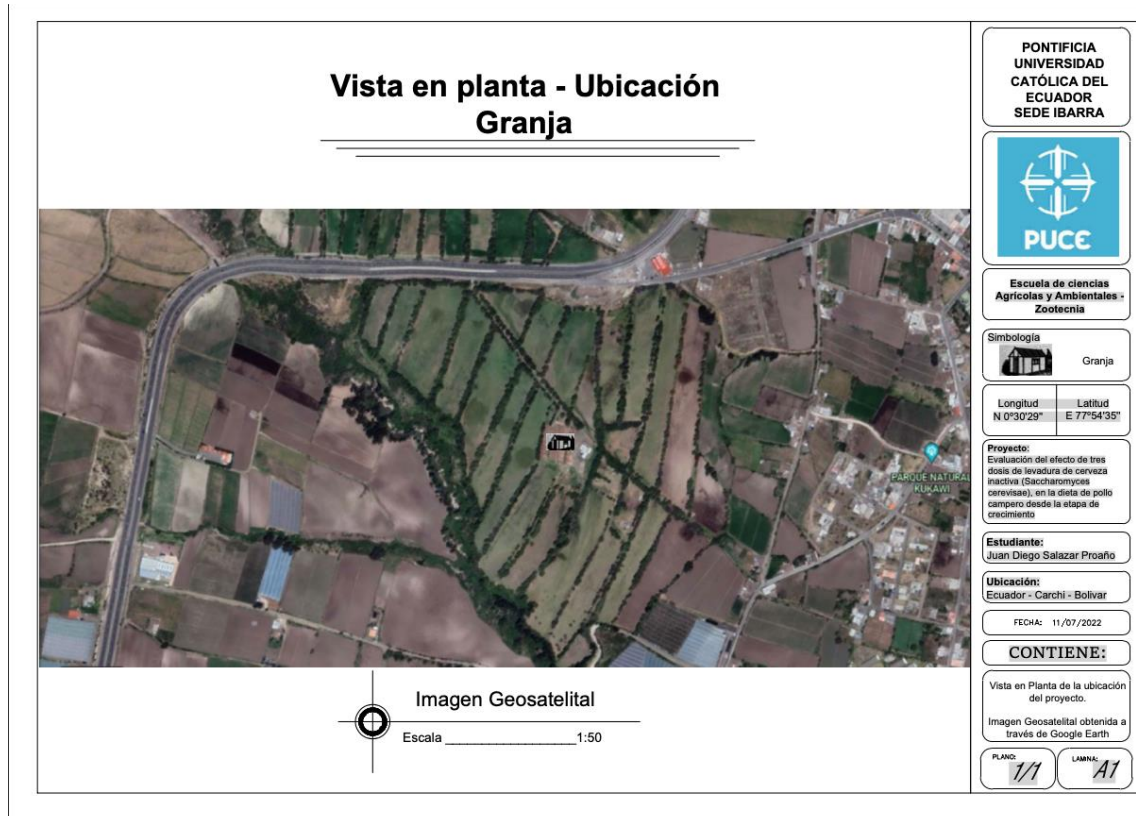 Vista en planta - Ubicación
Granja
PARQUE NATURAL
KUKAWI
Imagen Geosatelital
Escala ___________________1:50
PONTIFICIA
UNIVERSIDAD
CATÓLICA DEL
ECUADOR
SEDE IBARRA
PUCE
Escuela de ciencias
Agrícolas y Ambientales -
Zootecnia
Simbología
Granja
Longitud
N 0°30'29"
Latitud
E 77°54'35"
Proyecto:
Evaluación del efecto de tres
dosis de levadura de cerveza
inactiva (Saccharomyces
cerevisae), en la dieta de pollo
campero desde la etapa de
crecimiento
Estudiante:
Juan Diego Salazar Proaño
Ubicación:
Ecuador - Carchi - Bolivar
FECHA: 11/07/2022
CONTIENE:
Vista en Planta de la ubicación
del proyecto.
Imagen Geosatelital obtenida a
través de Google Earth
PLANO:
1/1
LAMINA:
A1